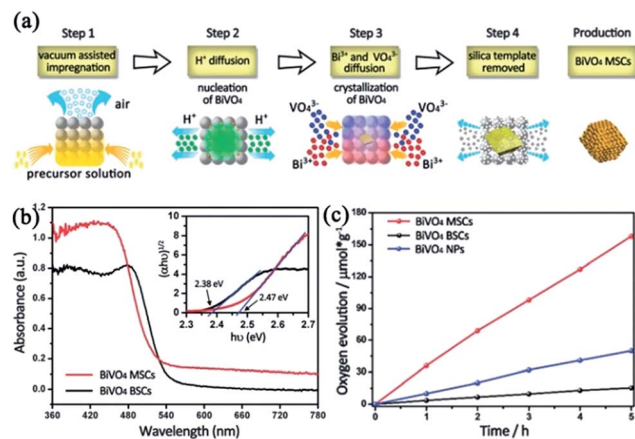 (a)
Step 1
Step 2
Step 3
Step 4
Production
vacuum assisted
impregnation
H⁺ diffusion
Bi³⁺ and VO₄³⁻
diffusion
silica template
removed
BiVO₄ MSCs
nucleation
of BiVO₄
crystallization
of BiVO₄
air
H⁺
H⁺
VO₄³⁻
VO₄³⁻
Bi³⁺
Bi³⁺
precursor solution
(b)
Absorbance (a.u.)
1.2
1.0
0.8
0.6
0.4
0.2
0.0
BiVO₄ MSCs
BiVO₄ BSCs
360 420 480 540 600 660 720 780
Wavelength (nm)
(αhυ)^1/2
10
8
6
4
2
0
2.38 eV
2.47 eV
2.3 2.4 2.5 2.6 2.7
hυ (eV)
(c)
Oxygen evolution / μmol*g⁻¹
180
150
120
90
60
30
0
BiVO₄ MSCs
BiVO₄ BSCs
BiVO₄ NPs
0 1 2 3 4 5
Time / h